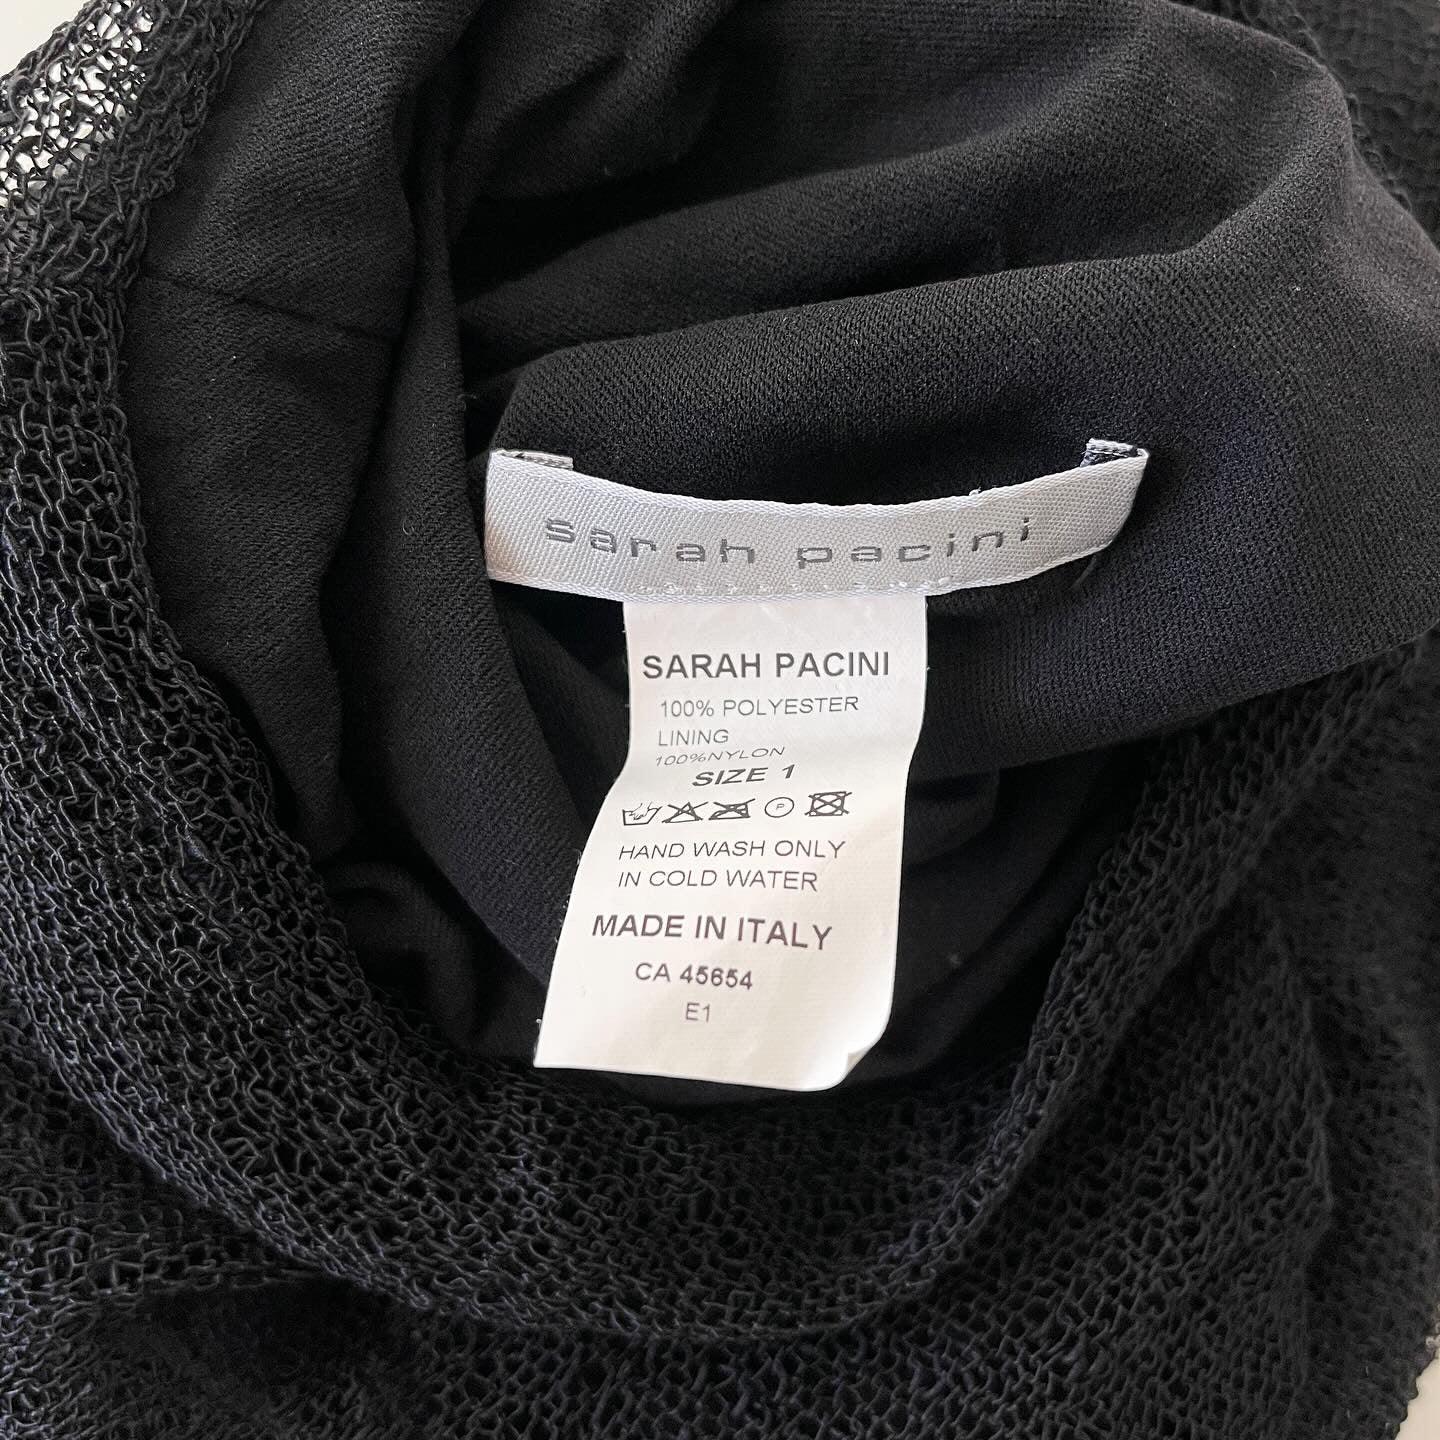 sarah pacini
SARAH PACINI
100% POLYESTER
LINING
100%NYLON
SIZE 1
P
HAND WASH ONLY
IN COLD WATER
MADE IN ITALY
CA 45654
E1